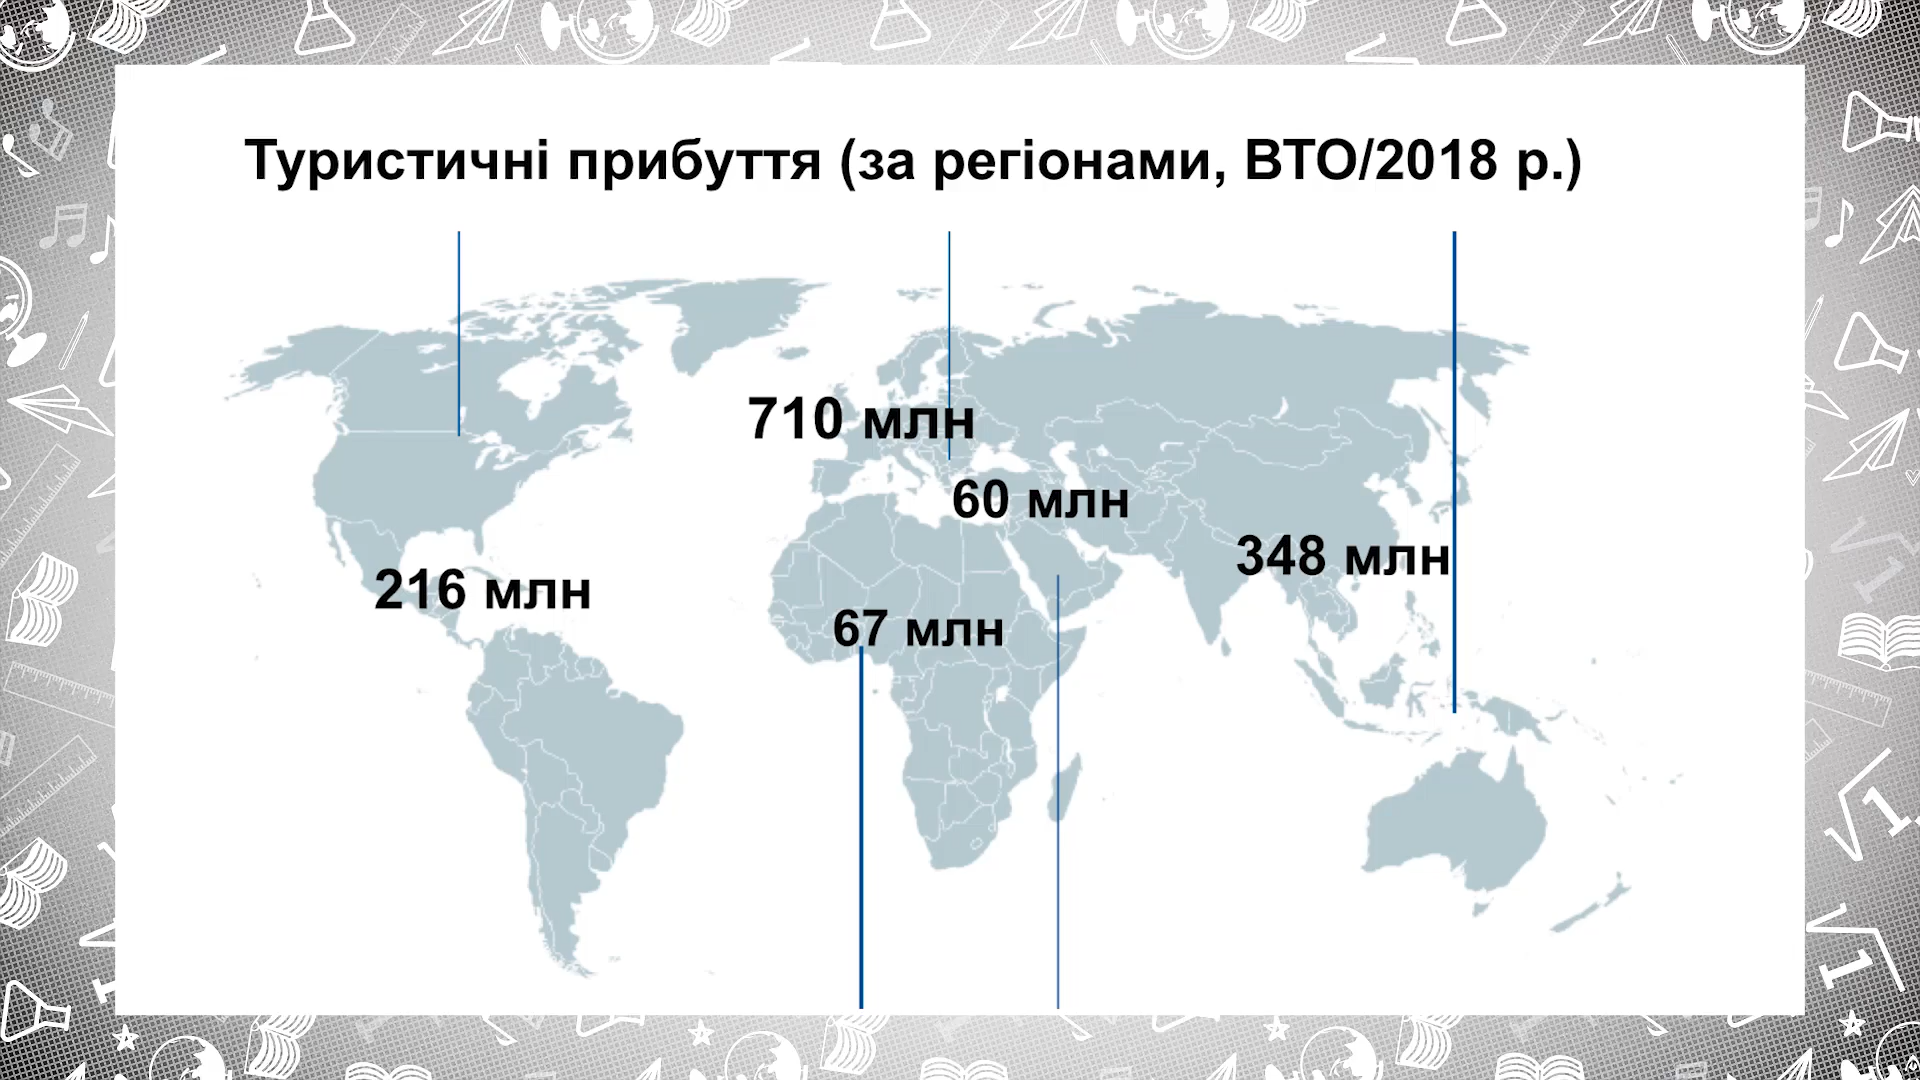 Туристичні прибуття (за регіонами, ВТО/2018 р.)
710 млн
60 млн
348 млн
216 млн
67 млн